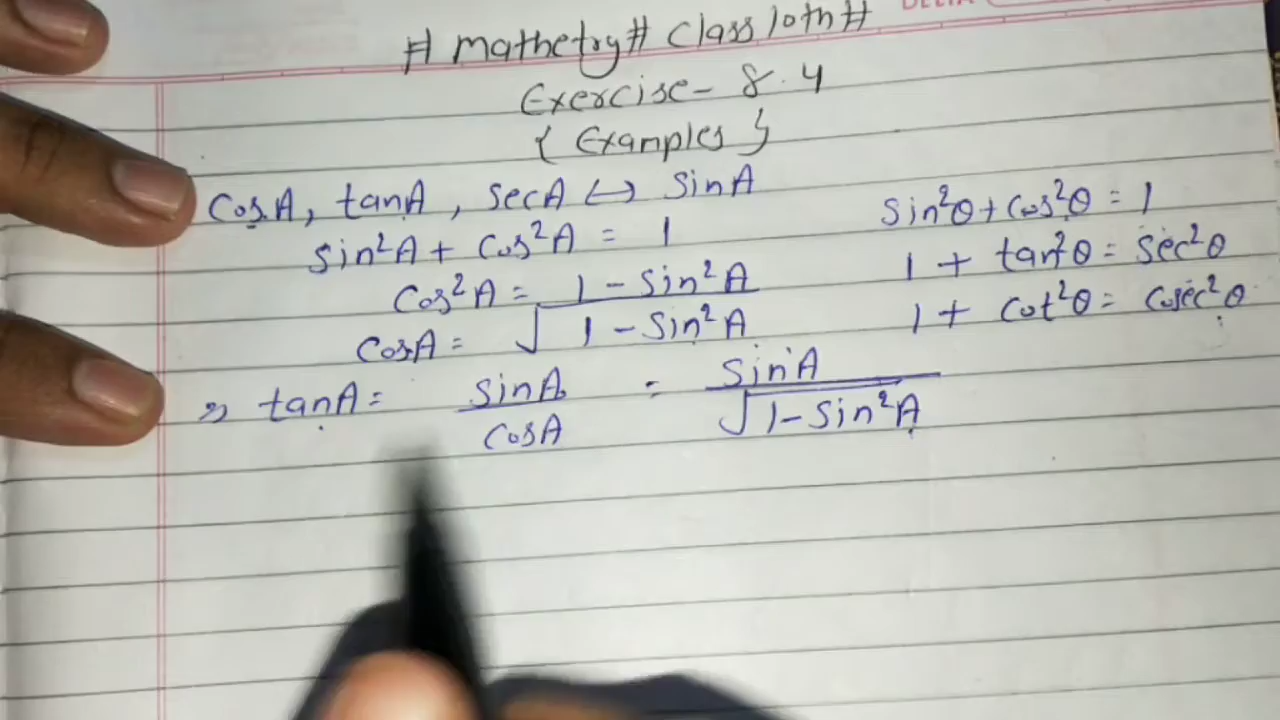 # mathetry# class 10th#
Exercise- 8.4
{ Examples }
cosA, tanA, secA ↔ sinA
sin²A + cos²A = 1
cos²A = 1 - sin²A
cosA = √1 - sin²A
⇒ tanA = sinA/cosA = sinA/√1-sin²A
sin²θ + cos²θ = 1
1 + tan²θ = sec²θ
1 + cot²θ = cosec²θ